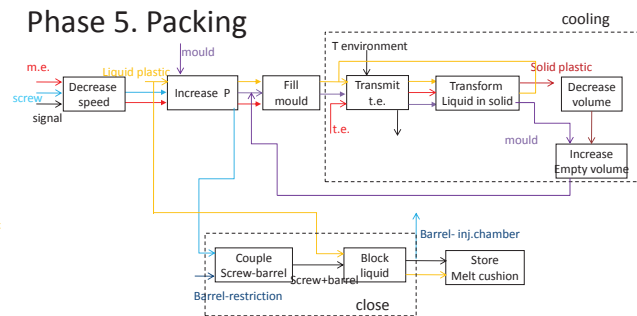 Phase 5. Packing
cooling
mould
T environment
m.e.
Liquid plastic
Solid plastic
screw
signal
Decrease
speed
Increase P
Fill
mould
Transmit
t.e.
Transform
Liquid in solid
Decrease
volume
t.e.
mould
Increase
Empty volume
Barrel- inj.chamber
Couple
Screw-barrel
Screw+barrel
Block
liquid
Store
Melt cushion
Barrel-restriction
close